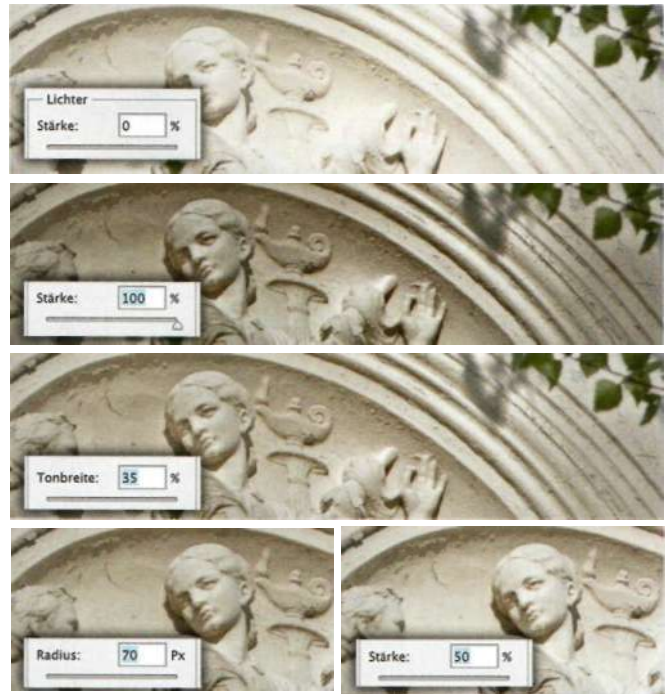 Lichter
Stärke: 0 %
Stärke: 100 %
Tonbreite: 35 %
Radius: 70 Px
Stärke: 50 %